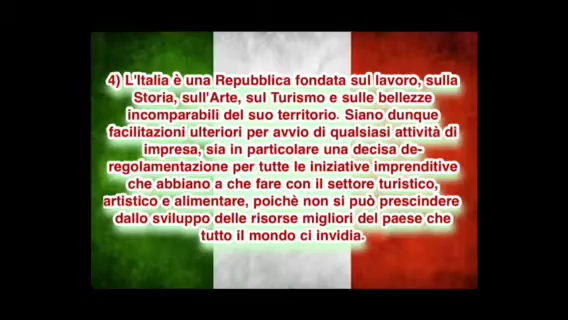 4) L'Italia è una Repubblica fondata sul lavoro, sulla
Storia, sull'Arte, sul Turismo e sulle bellezze
incomparabili del suo territorio. Siano dunque
facilitazioni ulteriori per avvio di qualsiasi attività di
impresa, sia in particolare una decisa de-
regolamentazione per tutte le iniziative imprenditive
che abbiano a che fare con il settore turistico,
artistico e alimentare, poichè non si può prescindere
dallo sviluppo delle risorse migliori del paese che
tutto il mondo ci invidia.